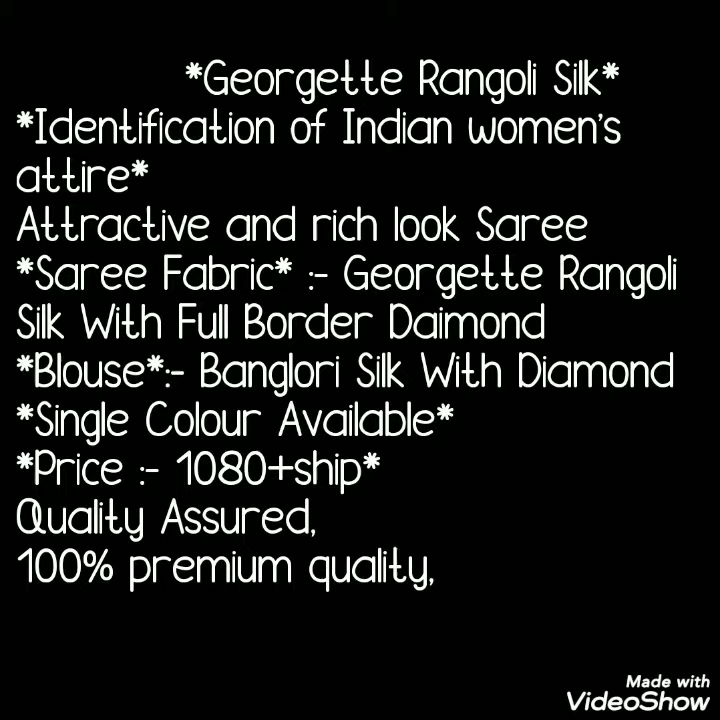 *Georgette Rangoli Silk*
*Identification of Indian women's
attire*
Attractive and rich look Saree
*Saree Fabric* :- Georgette Rangoli
Silk With Full Border Daimond
*Blouse*:- Banglori Silk With Diamond
*Single Colour Available*
*Price :- 1080+ship*
Quality Assured,
100% premium quality,
Made with
VideoShow